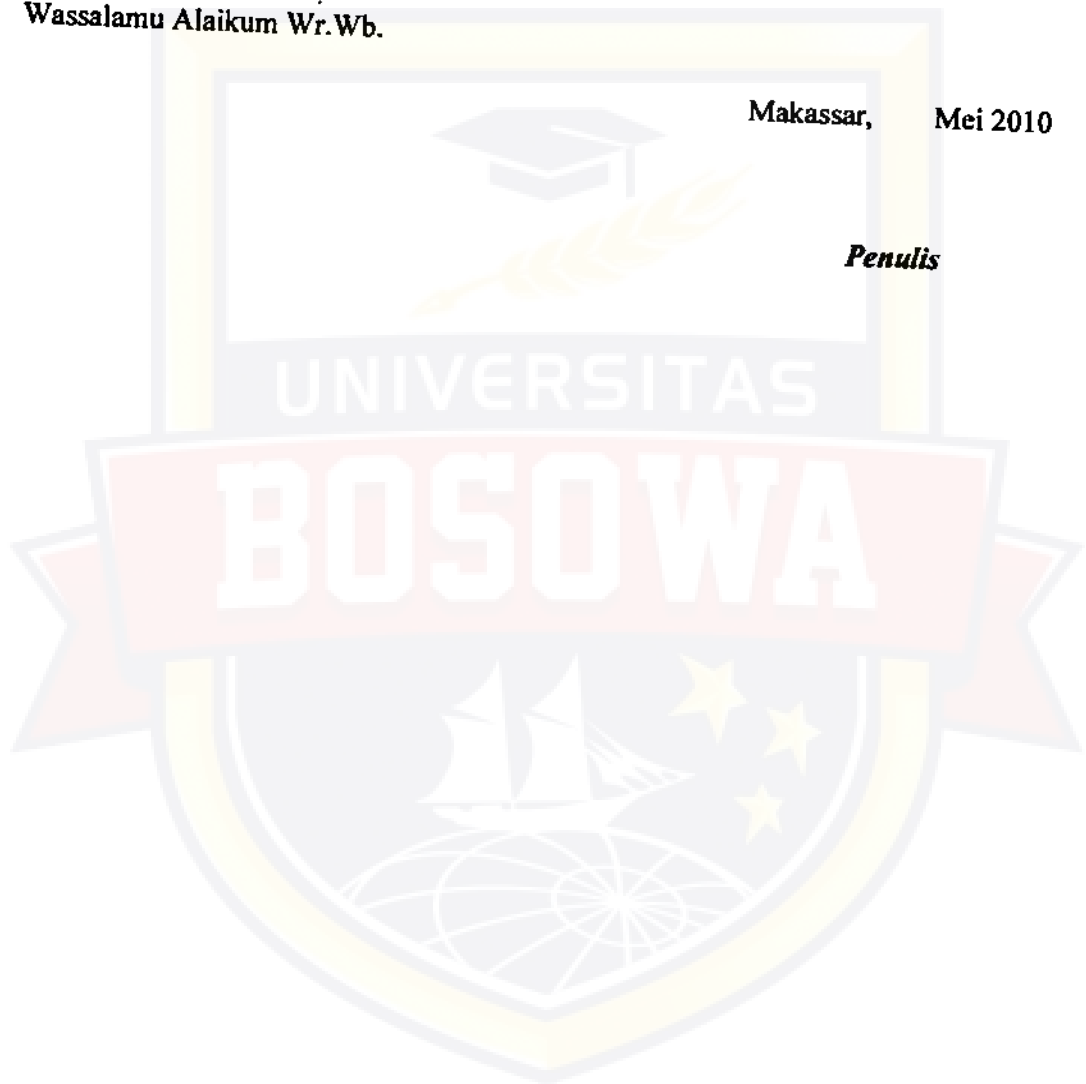 Wassalamu Alaikum Wr.Wb.
Makassar, Mei 2010
Penulis
UNIVERSITAS
BOSOWA